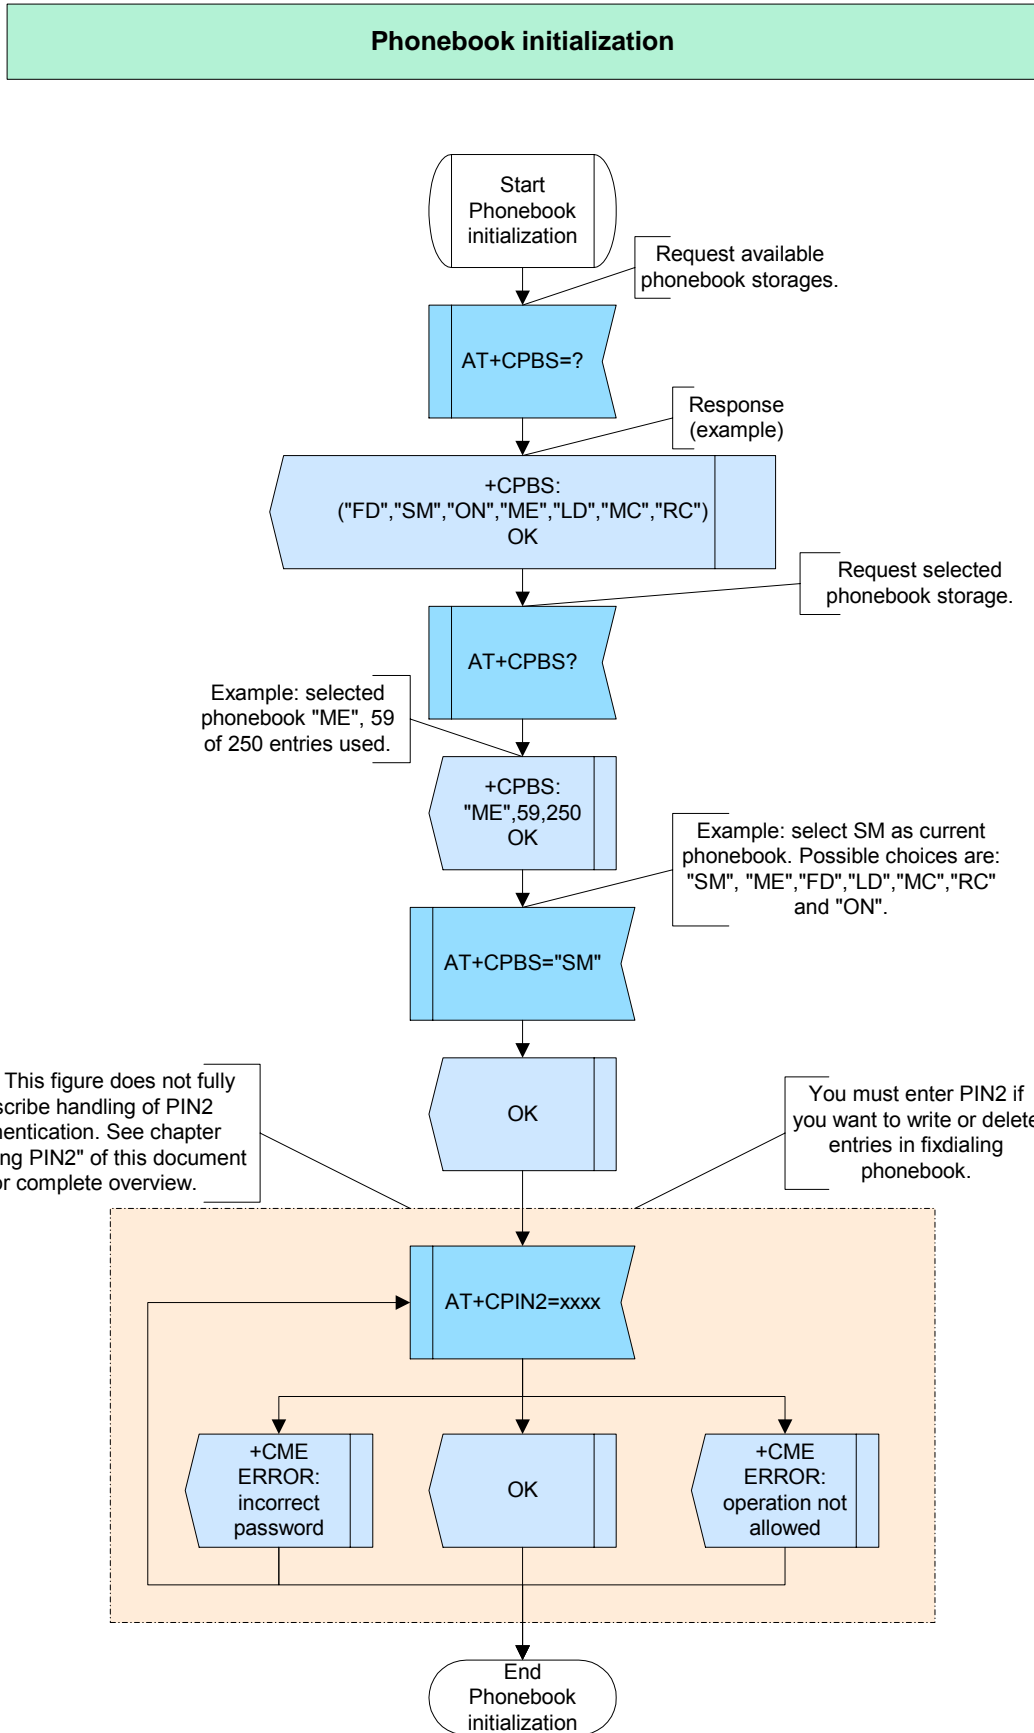 Phonebook initialization
Start
Phonebook
initialization
Request available
phonebook storages.
AT+CPBS=?
Response
(example)
+CPBS:
("FD","SM","ON","ME","LD","MC","RC")
OK
Request selected
phonebook storage.
AT+CPBS?
Example: selected
phonebook "ME", 59
of 250 entries used.
+CPBS:
"ME",59,250
OK
Example: select SM as current
phonebook. Possible choices are:
"SM", "ME","FD","LD","MC","RC"
and "ON".
AT+CPBS="SM"
OK
This figure does not fully
scribe handling of PIN2
entication. See chapter
ng PIN2" of this document
or complete overview.
You must enter PIN2 if
you want to write or delete
entries in fixdialing
phonebook.
AT+CPIN2=xxxx
+CME
ERROR:
incorrect
password
OK
+CME
ERROR:
operation not
allowed
End
Phonebook
initialization